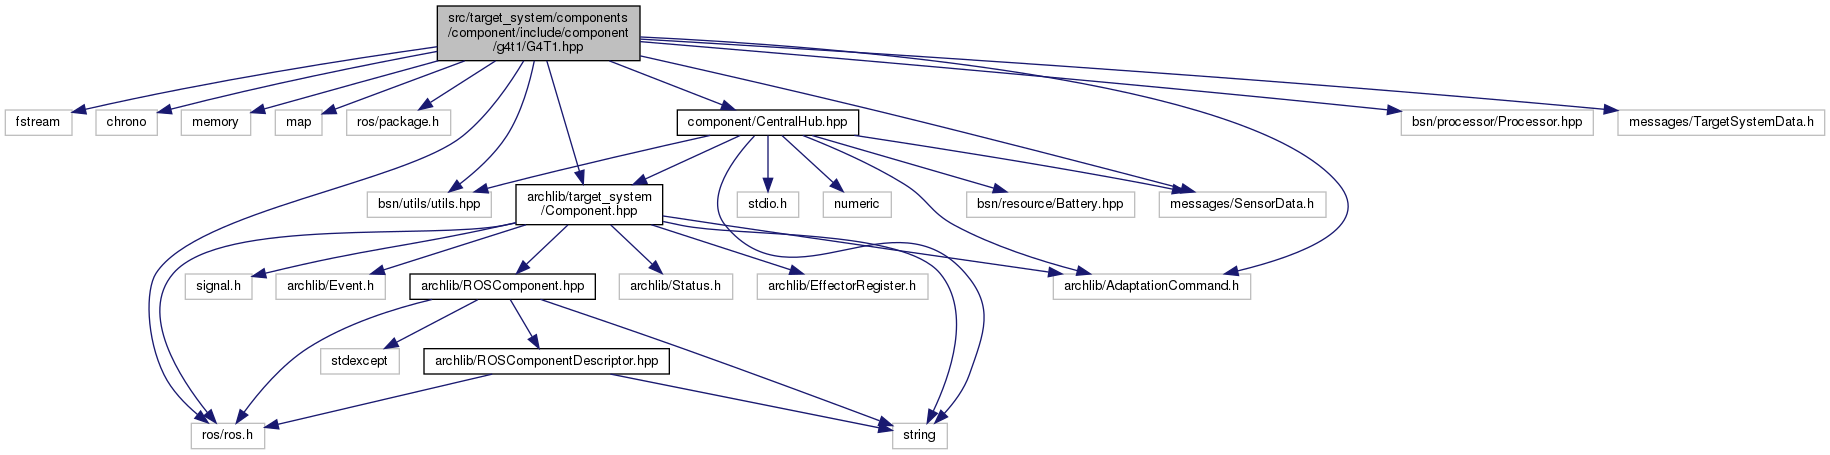 src/target_system/components
/component/include/component
/g4t1/G4T1.hpp
fstream
chrono
memory
map
ros/package.h
component/CentralHub.hpp
bsn/processor/Processor.hpp
messages/TargetSystemData.h
bsn/utils/utils.hpp
archlib/target_system
/Component.hpp
stdio.h
numeric
bsn/resource/Battery.hpp
messages/SensorData.h
signal.h
archlib/Event.h
archlib/ROSComponent.hpp
archlib/Status.h
archlib/EffectorRegister.h
archlib/AdaptationCommand.h
stdexcept
archlib/ROSComponentDescriptor.hpp
ros/ros.h
string